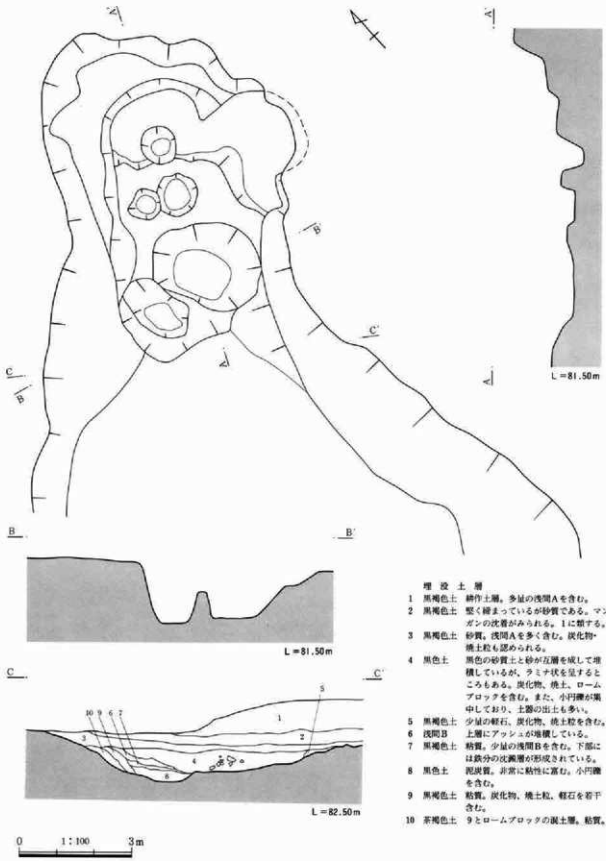 A'
A'
B'
C'
C
B
A
A
L=81.50m
B
B'
L=81.50m
C
C'
5
10 9 6 7
1
3
2
4
8
L=82.50m
0 1:100 3m
埋没土層
1 黒褐色土 耕作土層。多量の浅間Aを含む。
2 黒褐色土 堅く締まっているが砂質である。マン
ガンの沈着がみられる。1に類する。
3 黒褐色土 砂質。浅間Aを多く含む。炭化物・
焼土粒も認められる。
4 黒色土 黒色の砂質土と砂が互層を成して堆
積しているが、ラミナ状を呈すると
ころもある。炭化物、焼土、ローム
ブロックを含む。また、小円礫が集
中しており、土器の出土も多い。
5 黒褐色土 少量の軽石、炭化物、焼土粒を含む。
6 浅間B 上層にアッシュが堆積している。
7 黒褐色土 粘質。少量の浅間Bを含む。下部に
は鉄分の沈澱層が形成されている。
8 黒色土 泥炭質。非常に粘性に富む。小円礫
を含む。
9 黒褐色土 粘質。炭化物、焼土粒、軽石を若干
含む。
10 茶褐色土 9とロームブロックの混土層。粘質。